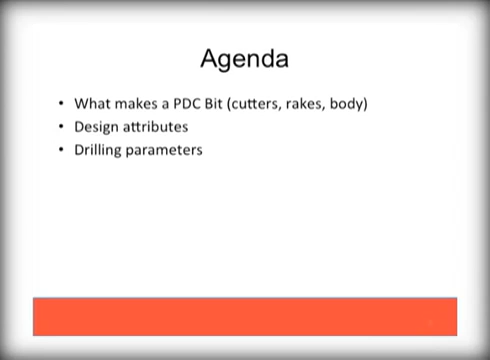 Agenda
• What makes a PDC Bit (cutters, rakes, body)
• Design attributes
• Drilling parameters